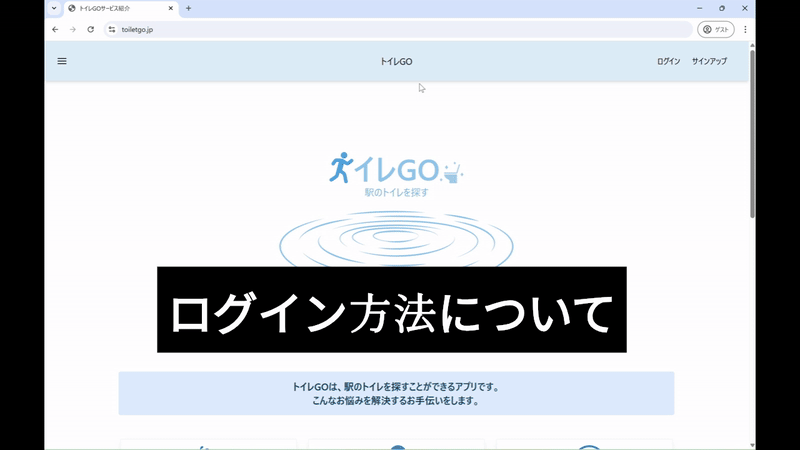 トイレGOサービス紹介
toiletgo.jp
ゲスト
トイレGO
ログイン
サインアップ
イレGO
駅のトイレを探す
ログイン方法について
トイレGOは、駅のトイレを探すことができるアプリです。
こんなお悩みを解決するお手伝いをします。